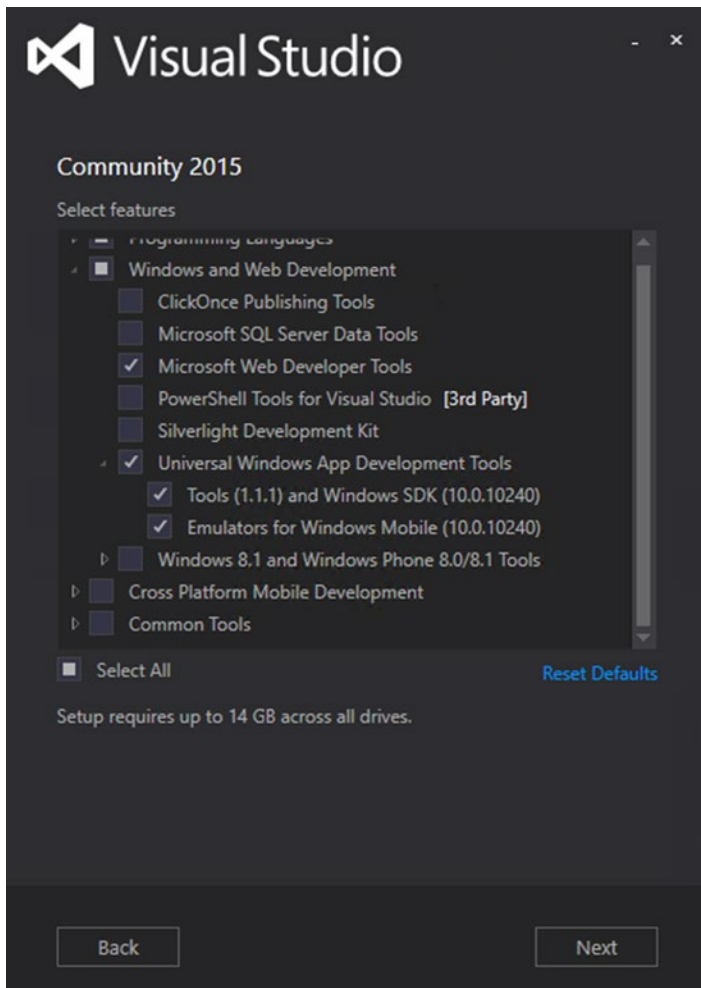 Visual Studio
Community 2015
Select features
Programming Languages
Windows and Web Development
ClickOnce Publishing Tools
Microsoft SQL Server Data Tools
Microsoft Web Developer Tools
PowerShell Tools for Visual Studio [3rd Party]
Silverlight Development Kit
Universal Windows App Development Tools
Tools (1.1.1) and Windows SDK (10.0.10240)
Emulators for Windows Mobile (10.0.10240)
Windows 8.1 and Windows Phone 8.0/8.1 Tools
Cross Platform Mobile Development
Common Tools
Select All Reset Defaults
Setup requires up to 14 GB across all drives.
Back Next